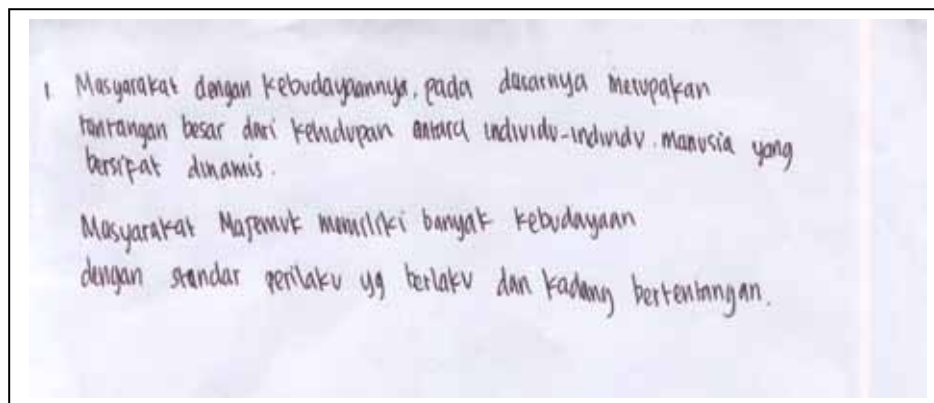 1 Masyarakat dengan kebudayaannya, pada dasarnya merupakan
tantangan besar dari kehidupan antara individu-individu manusia yang
bersifat dinamis.
Masyarakat Majemuk memiliki banyak kebudayaan
dengan standar perilaku yg berlaku dan kadang bertentangan.